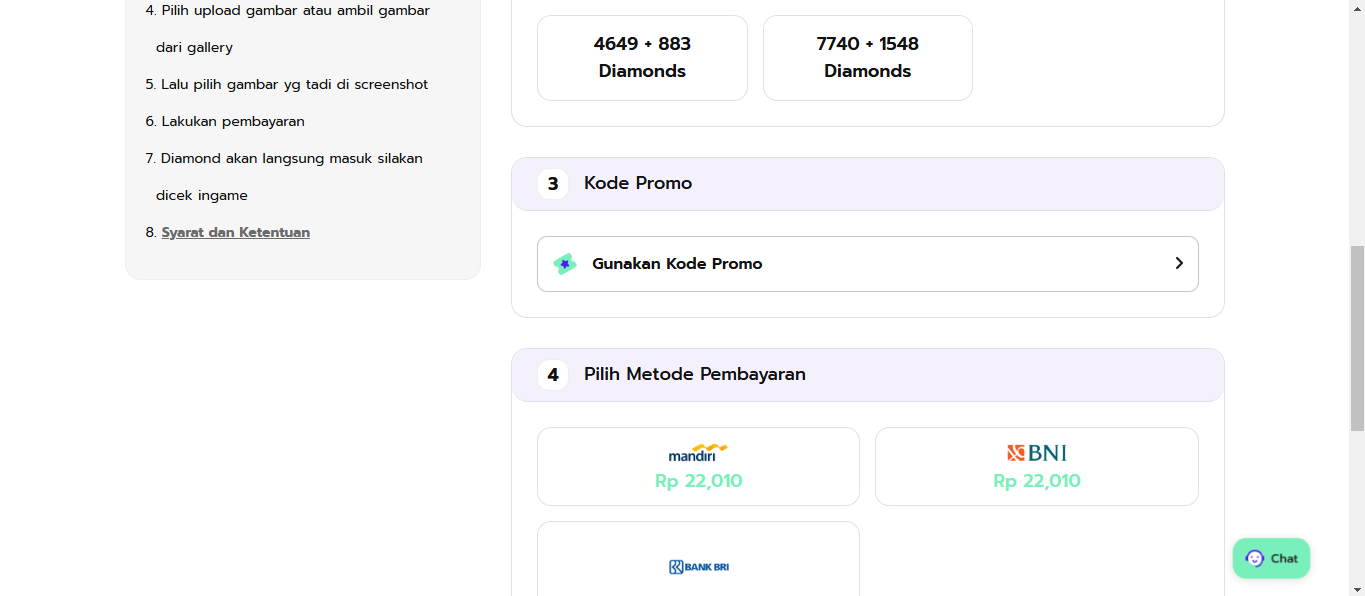 4. Pilih upload gambar atau ambil gambar
dari gallery
5. Lalu pilih gambar yg tadi di screenshot
6. Lakukan pembayaran
7. Diamond akan langsung masuk silakan
dicek ingame
8. Syarat dan Ketentuan
4649 + 883
Diamonds
7740 + 1548
Diamonds
3 Kode Promo
Gunakan Kode Promo
4 Pilih Metode Pembayaran
mandiri
Rp 22,010
BNI
Rp 22,010
BANK BRI
Chat